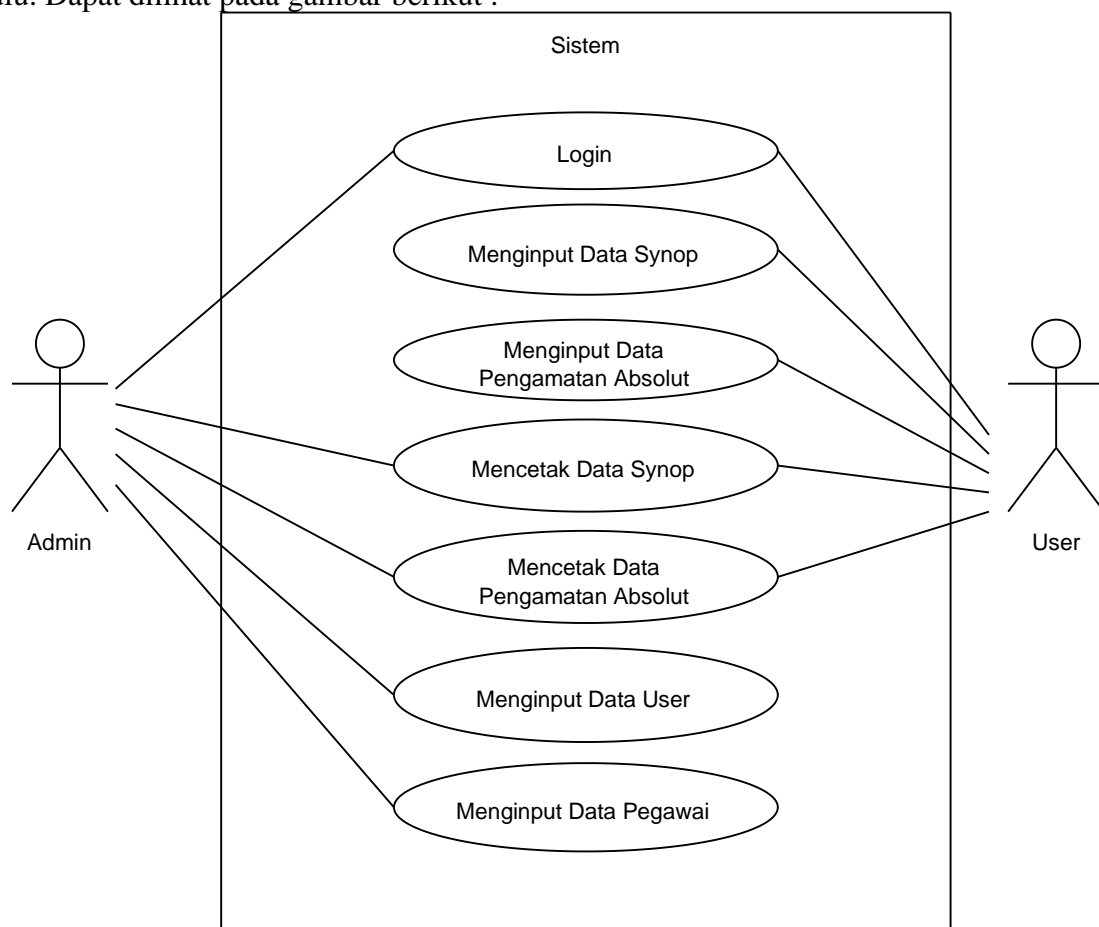 Dapat dilihat pada gambar berikut :
Sistem
Login
Menginput Data Synop
Menginput Data
Pengamatan Absolut
Mencetak Data Synop
Mencetak Data
Pengamatan Absolut
Menginput Data User
Menginput Data Pegawai
Admin
User